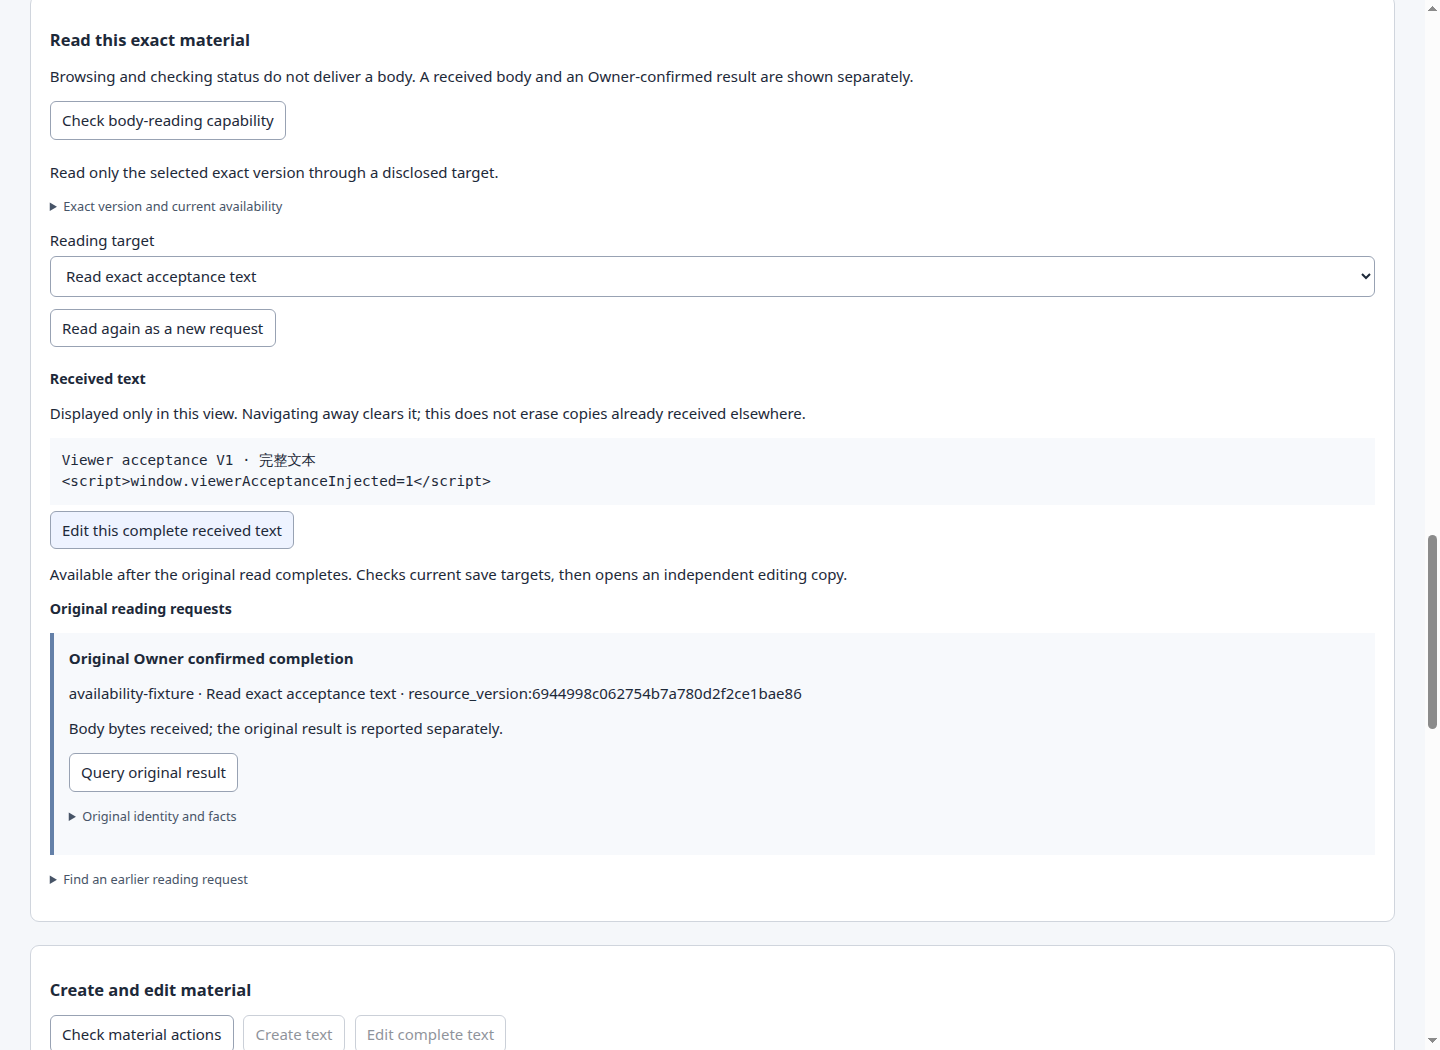 Read this exact material
Browsing and checking status do not deliver a body. A received body and an Owner-confirmed result are shown separately.
Check body-reading capability
Read only the selected exact version through a disclosed target.
Exact version and current availability
Reading target
Read exact acceptance text
Read again as a new request
Received text
Displayed only in this view. Navigating away clears it; this does not erase copies already received elsewhere.
Viewer acceptance V1 · 完整文本
<script>window.viewerAcceptanceInjected=1</script>
Edit this complete received text
Available after the original read completes. Checks current save targets, then opens an independent editing copy.
Original reading requests
Original Owner confirmed completion
availability-fixture · Read exact acceptance text · resource_version:6944998c062754b7a780d2f2ce1bae86
Body bytes received; the original result is reported separately.
Query original result
Original identity and facts
Find an earlier reading request
Create and edit material
Check material actions
Create text
Edit complete text